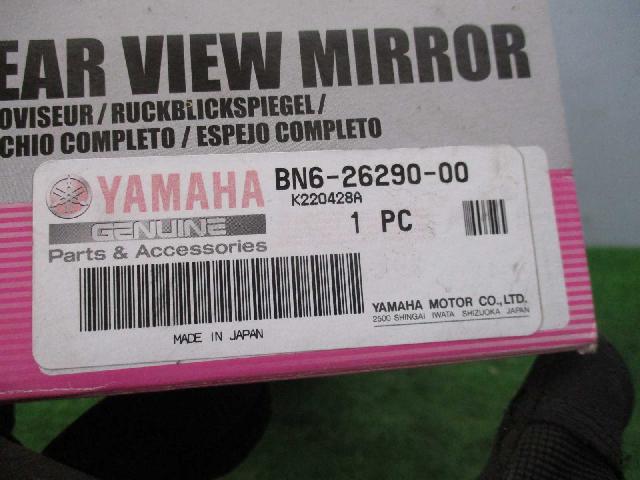 EAR VIEW MIRROR
OVISEUR / RUCKBLICKSPIEGEL /
CHIO COMPLETO / ESPEJO COMPLETO
YAMAHA
GENUINE
Parts & Accessories
BN6-26290-00
K220428A
1 PC
YAMAHA MOTOR CO., LTD.
2500 SHINGAI IWATA SHIZUOKA JAPAN
MADE IN JAPAN